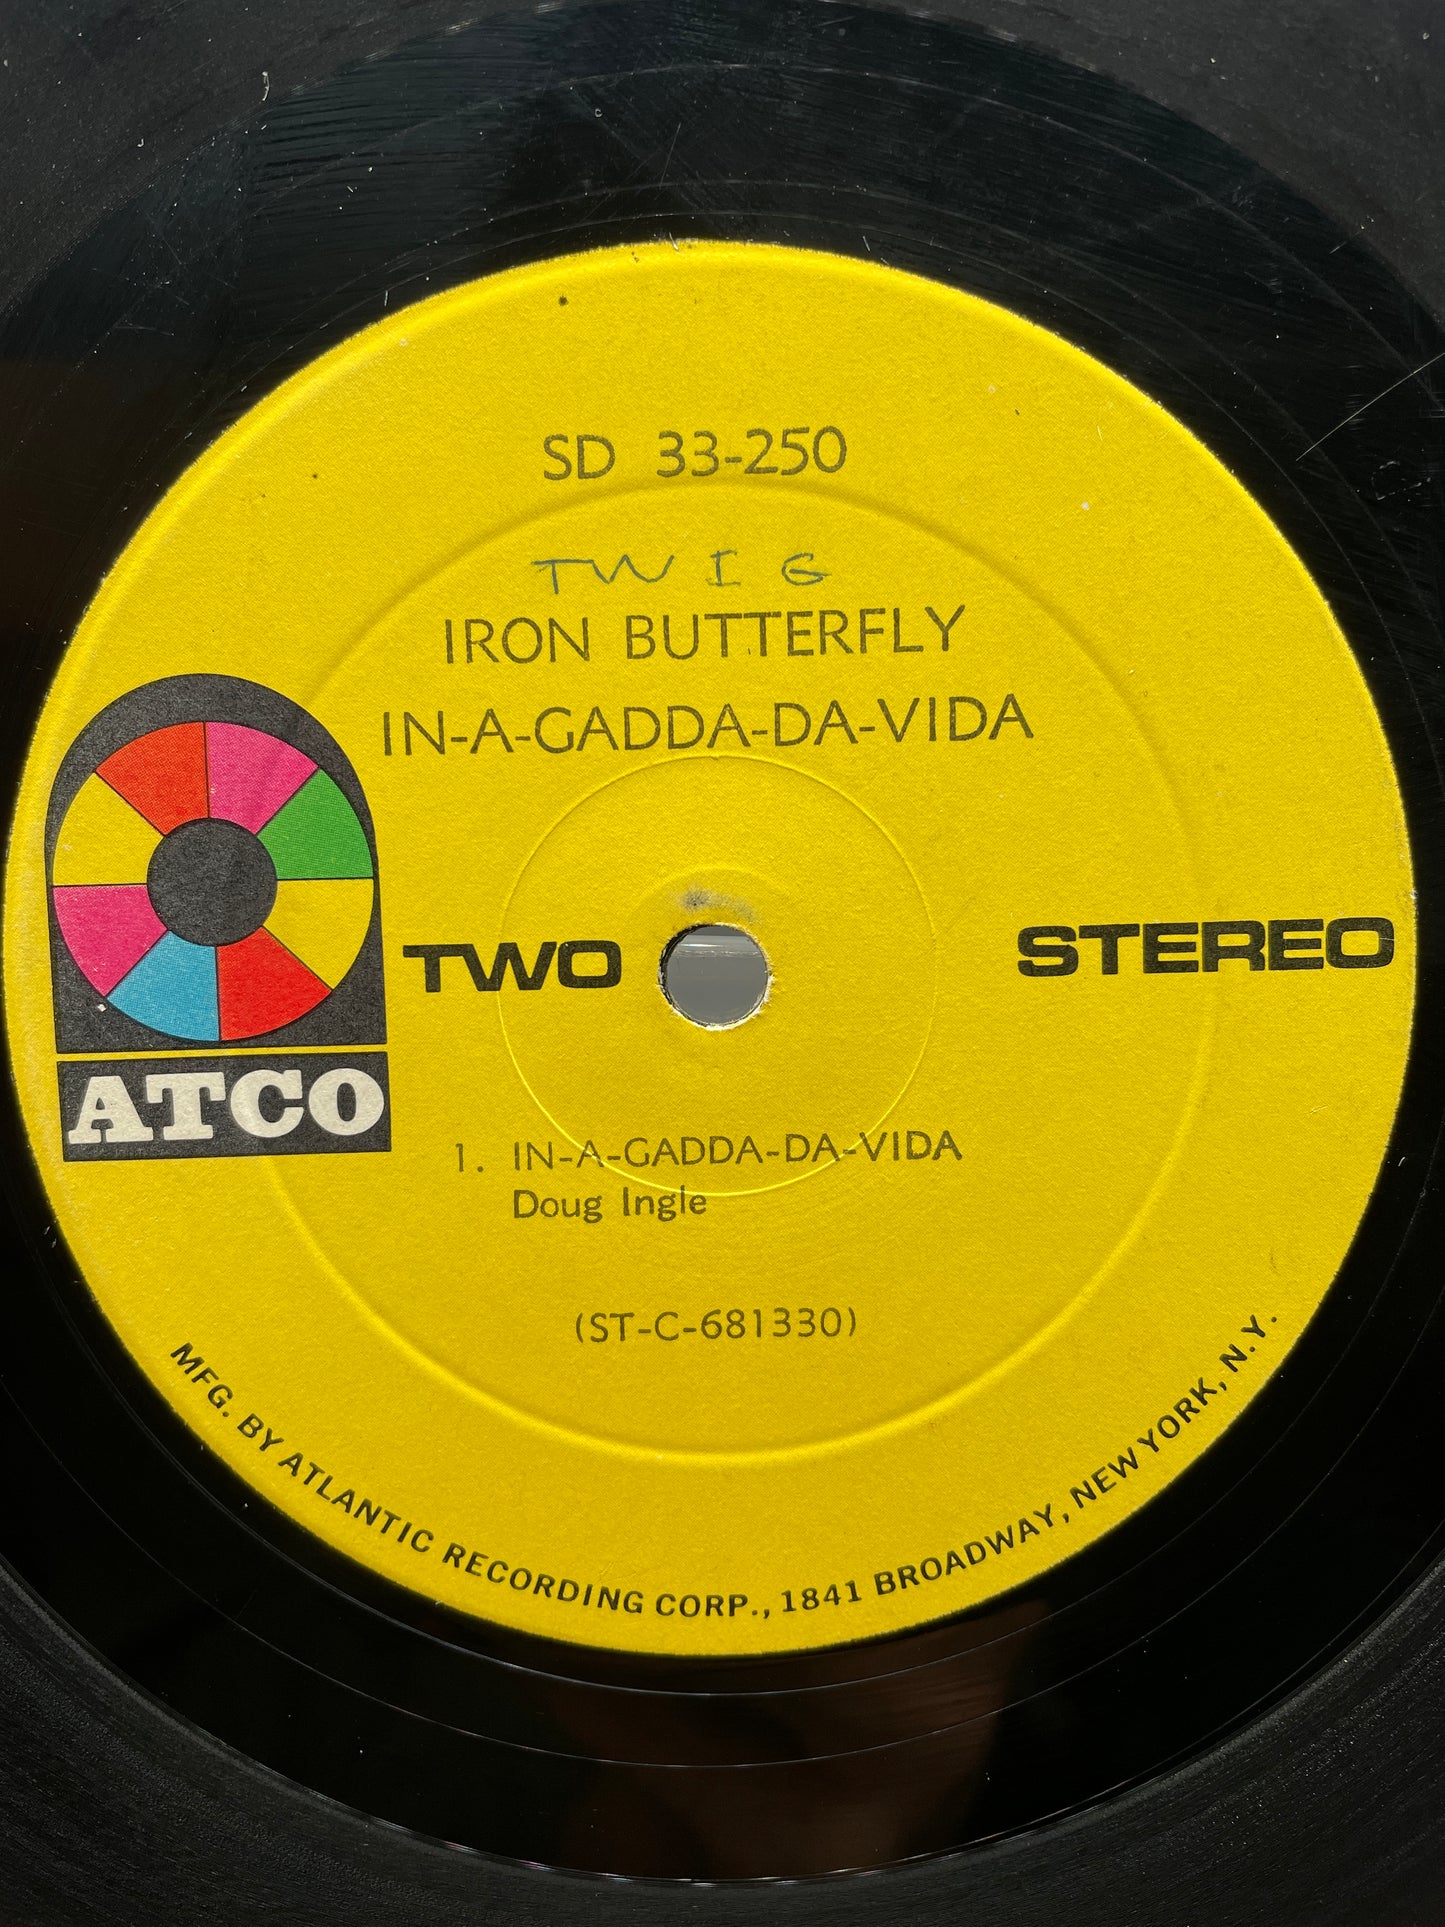 SD 33-250
TWIG
IRON BUTTERFLY
IN-A-GADDA-DA-VIDA
ATCO
TWO
STEREO
1. IN-A-GADDA-DA-VIDA
Doug Ingle
(ST-C-681330)
MFG. BY ATLANTIC RECORDING CORP., 1841 BROADWAY, NEW YORK, N.Y.